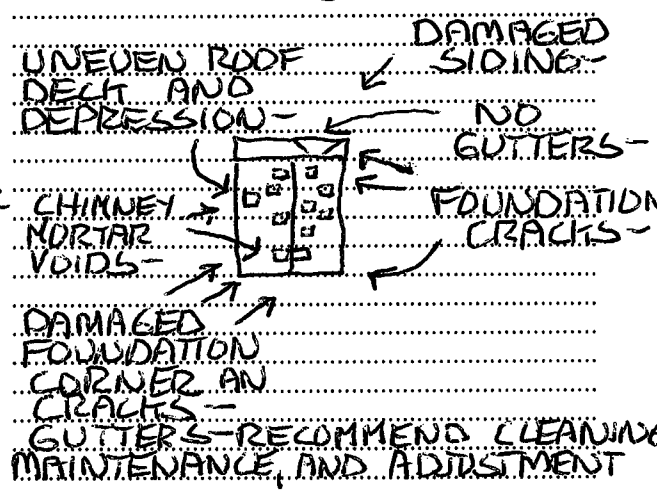 DAMAGED
SIDING-
UNEVEN ROOF
DECK AND
DEPRESSION-
NO
GUTTERS-
- CHIMNEY
MORTAR
VOIDS-
FOUNDATION
CRACKS-
DAMAGED
FOUNDATION
CORNER AN
CRACKS-
GUTTERS-RECOMMEND CLEANING
MAINTENANCE, AND ADJUSTMENT